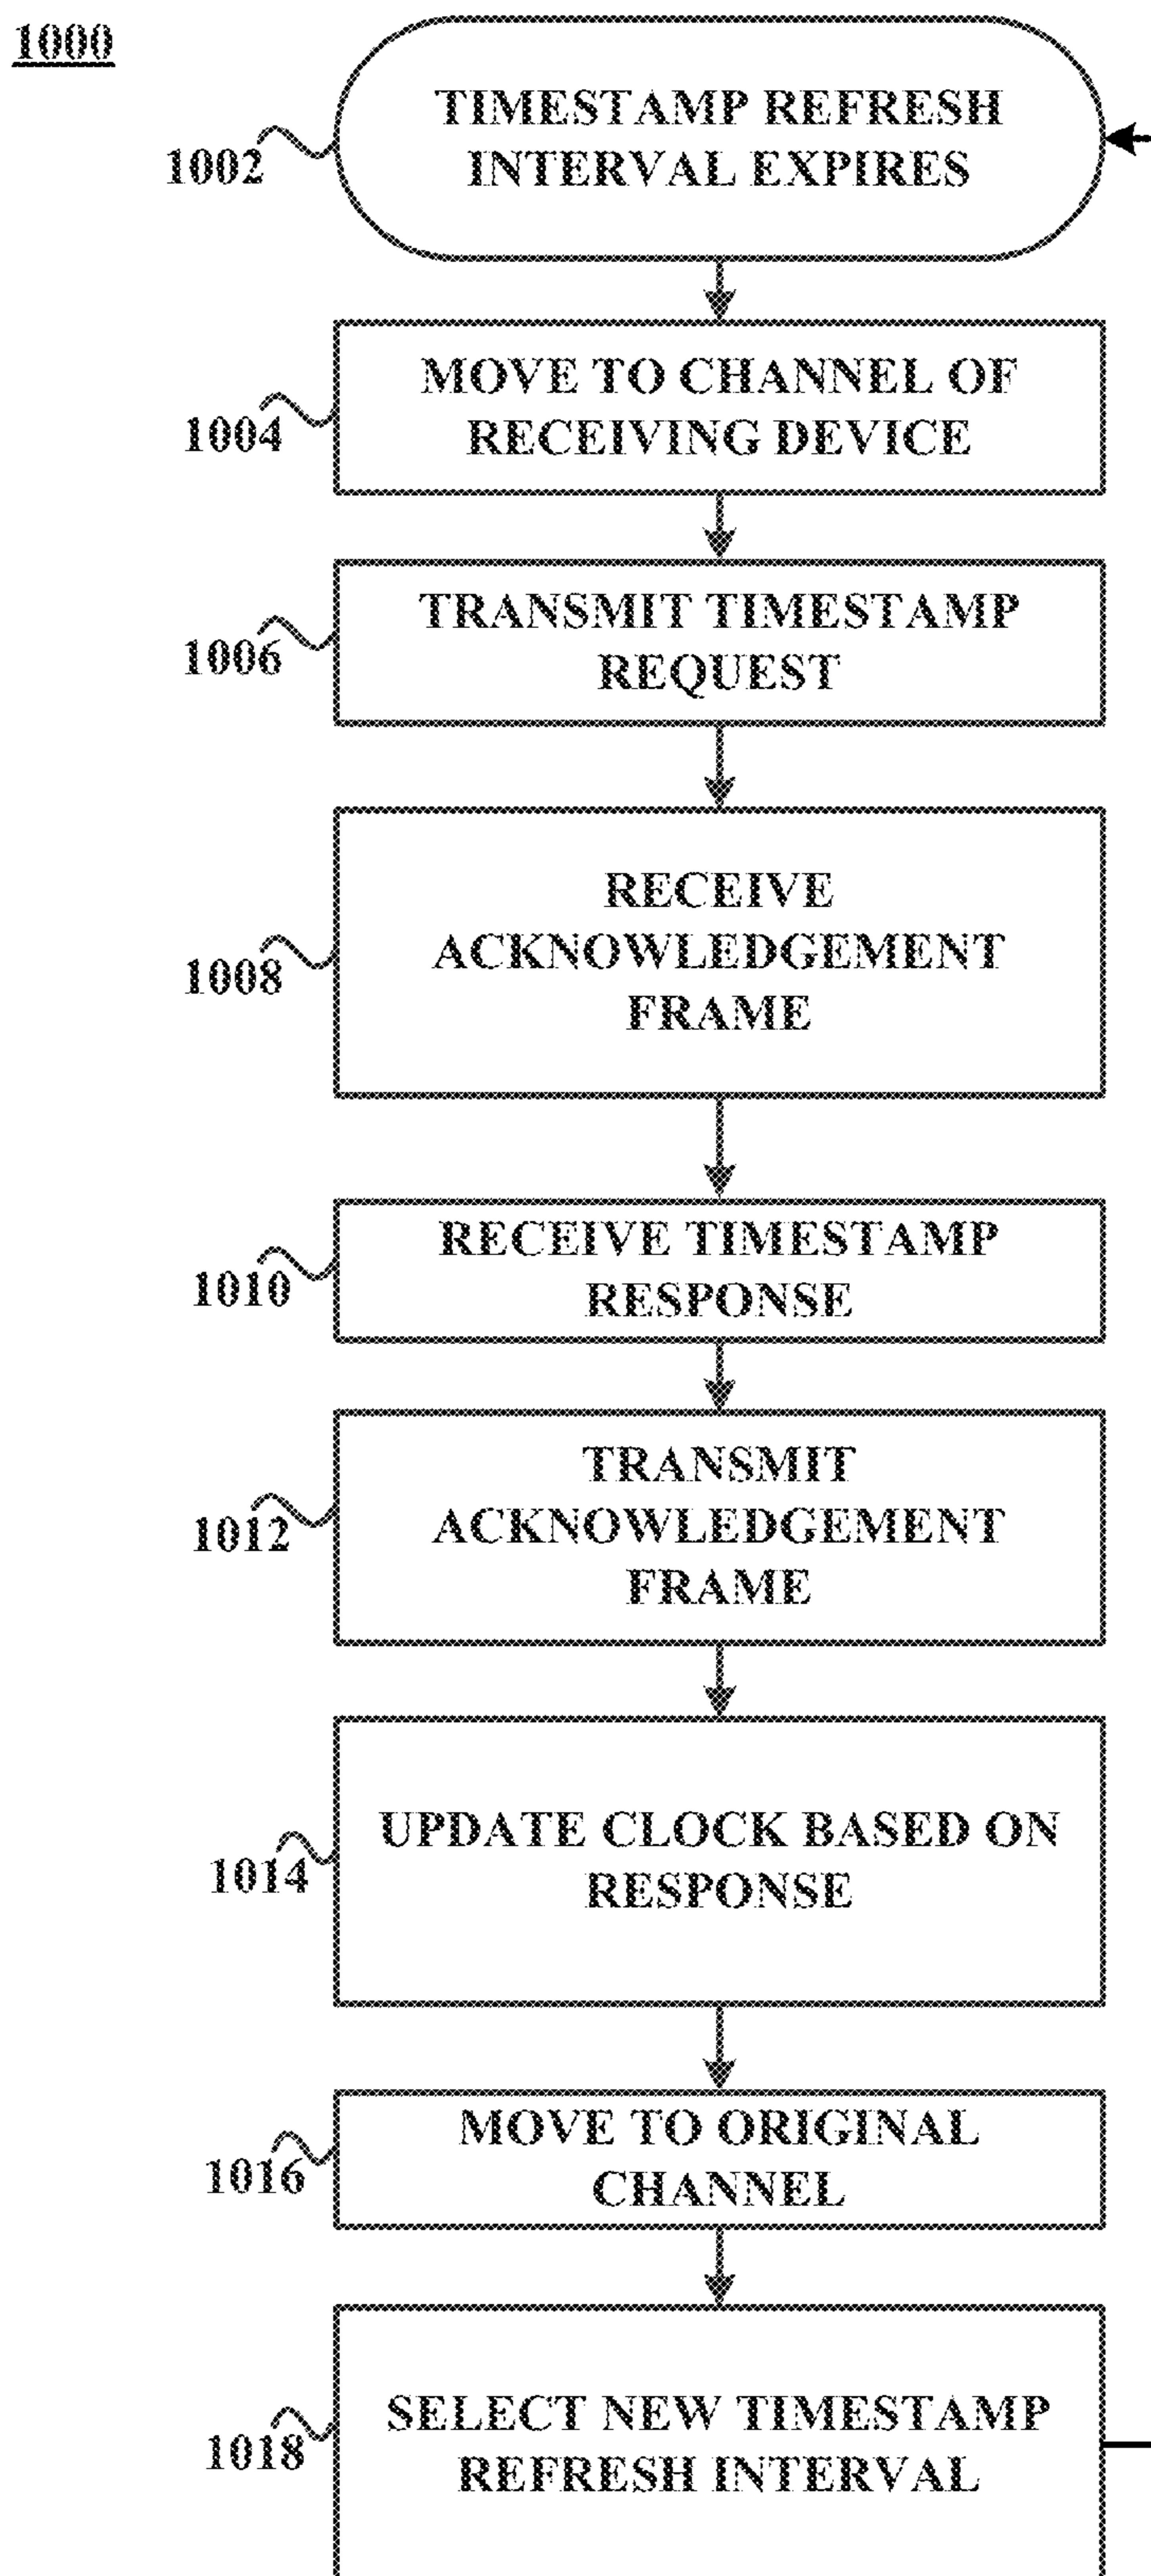 1000
TIMESTAMP REFRESH
INTERVAL EXPIRES
1002
MOVE TO CHANNEL OF
RECEIVING DEVICE
1004
TRANSMIT TIMESTAMP
REQUEST
1006
RECEIVE
ACKNOWLEDGEMENT
FRAME
1008
RECEIVE TIMESTAMP
RESPONSE
1010
TRANSMIT
ACKNOWLEDGEMENT
FRAME
1012
UPDATE CLOCK BASED ON
RESPONSE
1014
MOVE TO ORIGINAL
CHANNEL
1016
SELECT NEW TIMESTAMP
REFRESH INTERVAL
1018